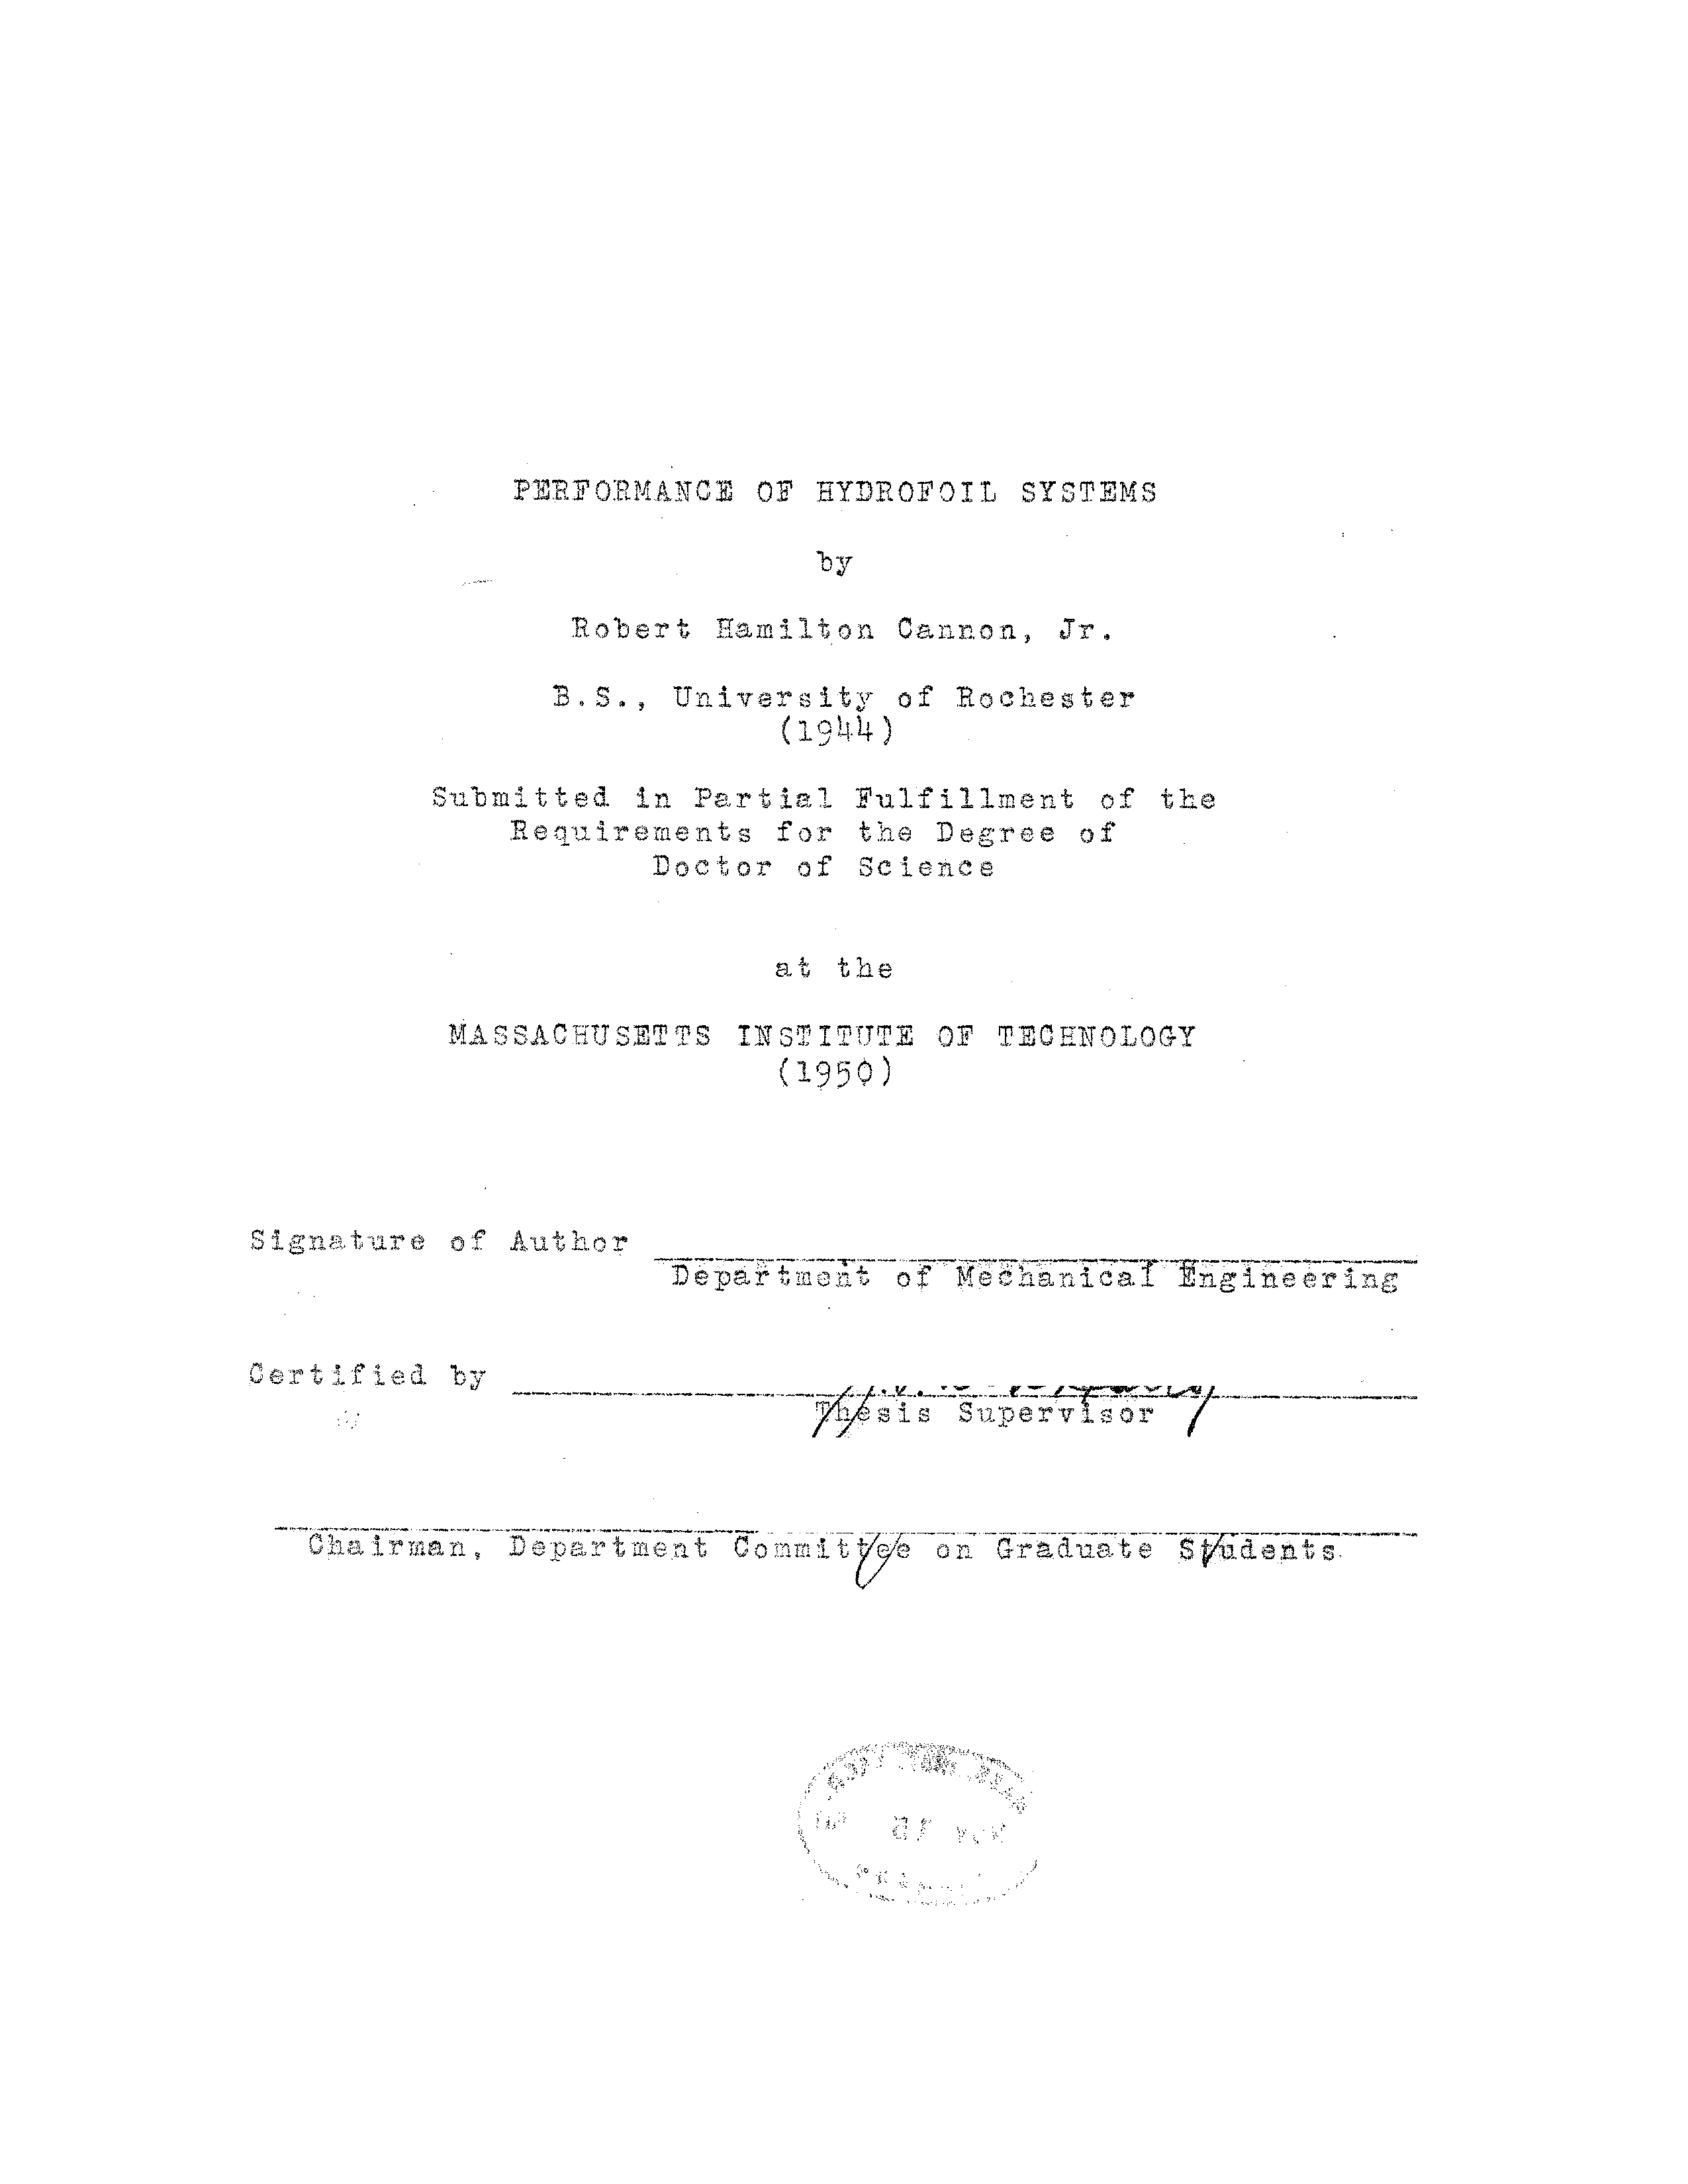 PERFORMANCE OF HYDROFOIL SYSTEMS
by
Robert Hamilton Cannon, Jr.
B.S., University of Rochester
(1944)
Submitted in Partial Fulfillment of the
Requirements for the Degree of
Doctor of Science
at the
MASSACHUSETTS INSTITUTE OF TECHNOLOGY
(1950)
Signature of Author
Department of Mechanical Engineering
Certified by
Thesis Supervisor
Chairman, Department Committee on Graduate Students